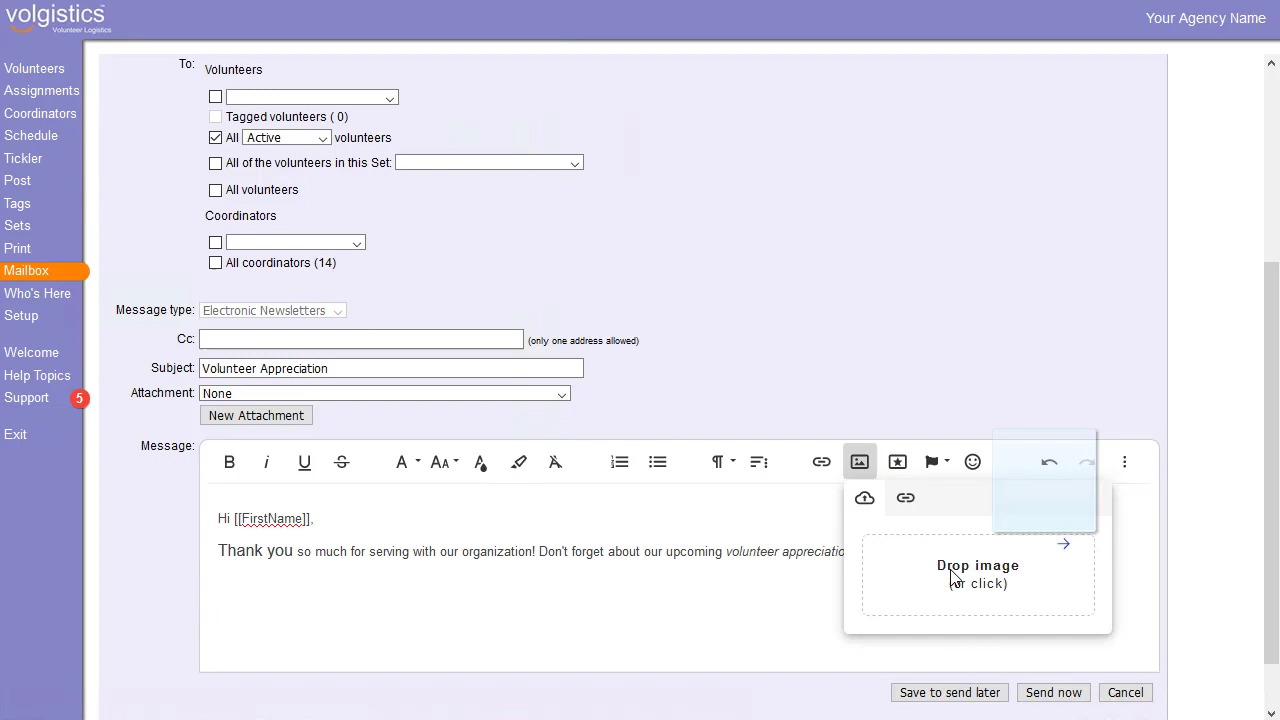 volgistics
Volunteer Logistics
Your Agency Name
Volunteers
Assignments
Coordinators
Schedule
Tickler
Post
Tags
Sets
Print
Mailbox
Who's Here
Setup
Welcome
Help Topics
Support 5
Exit
To: Volunteers
Tagged volunteers ( 0)
All Active volunteers
All of the volunteers in this Set:
All volunteers
Coordinators
All coordinators (14)
Message type: Electronic Newsletters
Cc: (only one address allowed)
Subject: Volunteer Appreciation
Attachment: None
New Attachment
Message:
B i U S A AA
Hi [[FirstName]],
Thank you so much for serving with our organization! Don't forget about our upcoming volunteer appreciatio
Drop image
(or click)
Save to send later Send now Cancel